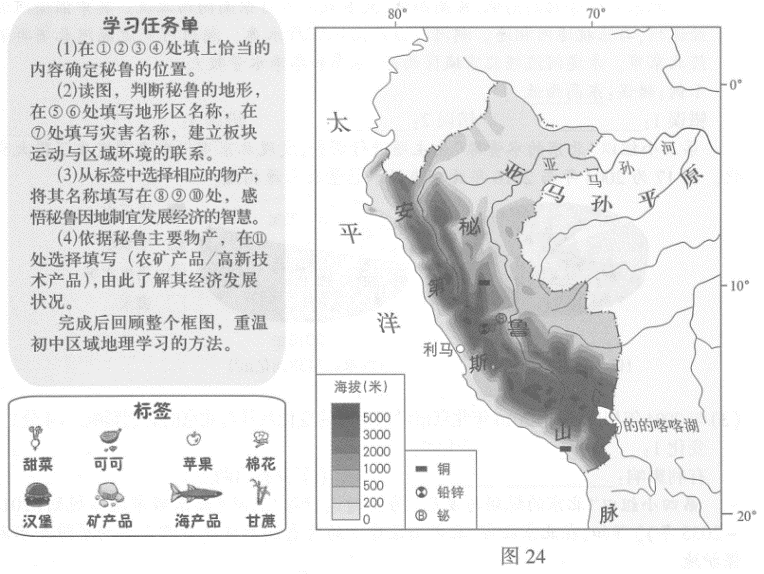 学习任务单
(1)在①②③④处填上恰当的
内容确定秘鲁的位置。
(2)读图，判断秘鲁的地形，
在⑤⑥处填写地形区名称，在
⑦处填写灾害名称，建立板块
运动与区域环境的联系。
(3)从标签中选择相应的物产，
将其名称填写在⑧⑨⑩处，感
悟秘鲁因地制宜发展经济的智慧。
(4)依据秘鲁主要物产，在⑪
处选择填写（农矿产品/高新技
术产品），由此了解其经济发展
状况。
完成后回顾整个框图，重温
初中区域地理学习的方法。
标签
甜菜 可可 苹果 棉花
汉堡 矿产品 海产品 甘蔗
80° 70°
0°
10°
20°
太平洋
亚马孙平原
亚马孙河
安第斯山脉
秘鲁
利马
的的喀喀湖
海拔(米)
5000
3000
2000
1000
500
200
0
铜
铅锌
Ⓑ 铋
图 24